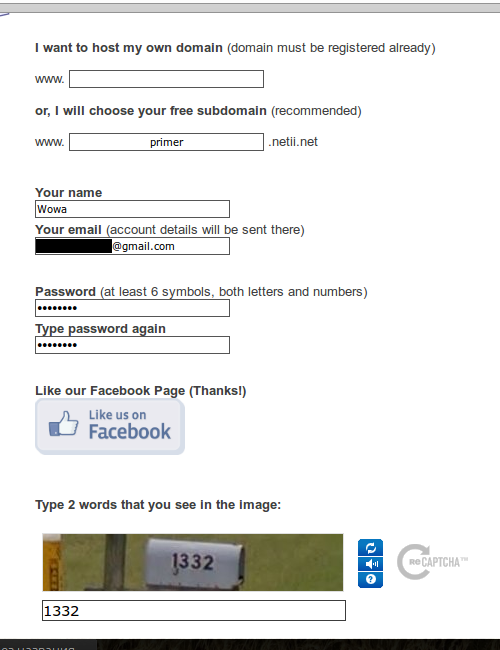 I want to host my own domain (domain must be registered already)
www.
or, I will choose your free subdomain (recommended)
www. primer .netii.net
Your name
Wowa
Your email (account details will be sent there)
@gmail.com
Password (at least 6 symbols, both letters and numbers)
••••••••
Type password again
••••••••
Like our Facebook Page (Thanks!)
Like us on
Facebook
Type 2 words that you see in the image:
1332
?
reCAPTCHA™
1332